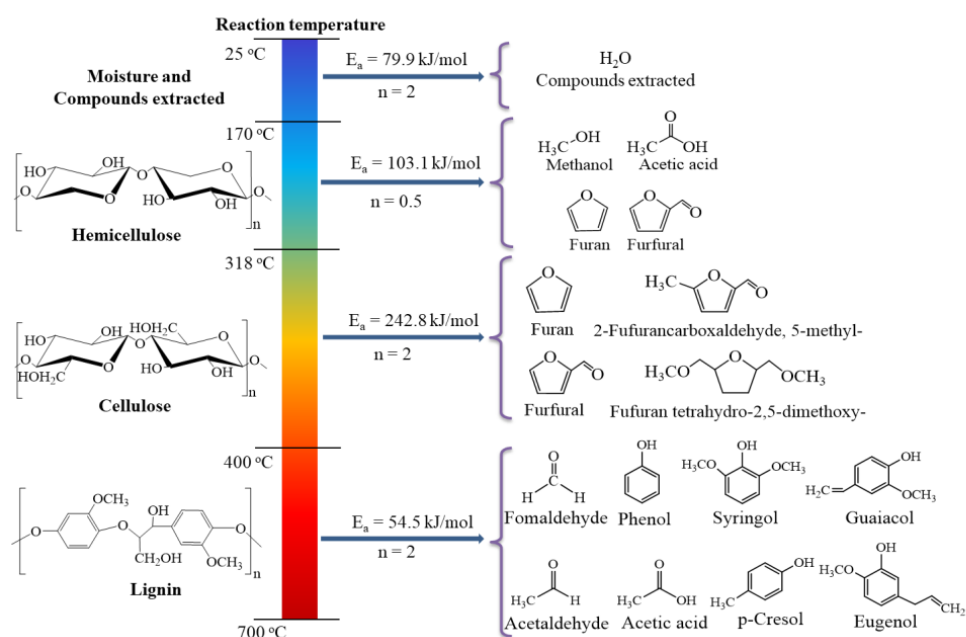 Reaction temperature
25 °C
Moisture and
Compounds extracted
Ea = 79.9 kJ/mol
n = 2
H2O
Compounds extracted
170 °C
HO
OH
O
O
O
HO
OH
O
n
Hemicellulose
Ea = 103.1 kJ/mol
n = 0.5
H3C
OH
Methanol
O
H3C
OH
Acetic acid
O
Furan
O
O
Furfural
318 °C
HO
OH
HOH2C
O
O
O
O
HOH2C
HO
OH
O
n
Cellulose
Ea = 242.8 kJ/mol
n = 2
O
Furan
H3C
O
O
2-Fufurancarboxaldehyde, 5-methyl-
O
O
Furfural
H3CO
O
OCH3
Fufuran tetrahydro-2,5-dimethoxy-
400 °C
O
OCH3
O
OH
CH2OH
OCH3
O
n
Lignin
Ea = 54.5 kJ/mol
n = 2
O
H
H
Fomaldehyde
OH
Phenol
OH
H3CO
OCH3
Syringol
OH
H2C
OCH3
Guaiacol
O
H3C
H
Acetaldehyde
O
H3C
OH
Acetic acid
OH
H3C
p-Cresol
OH
H3CO
CH2
Eugenol
700 °C